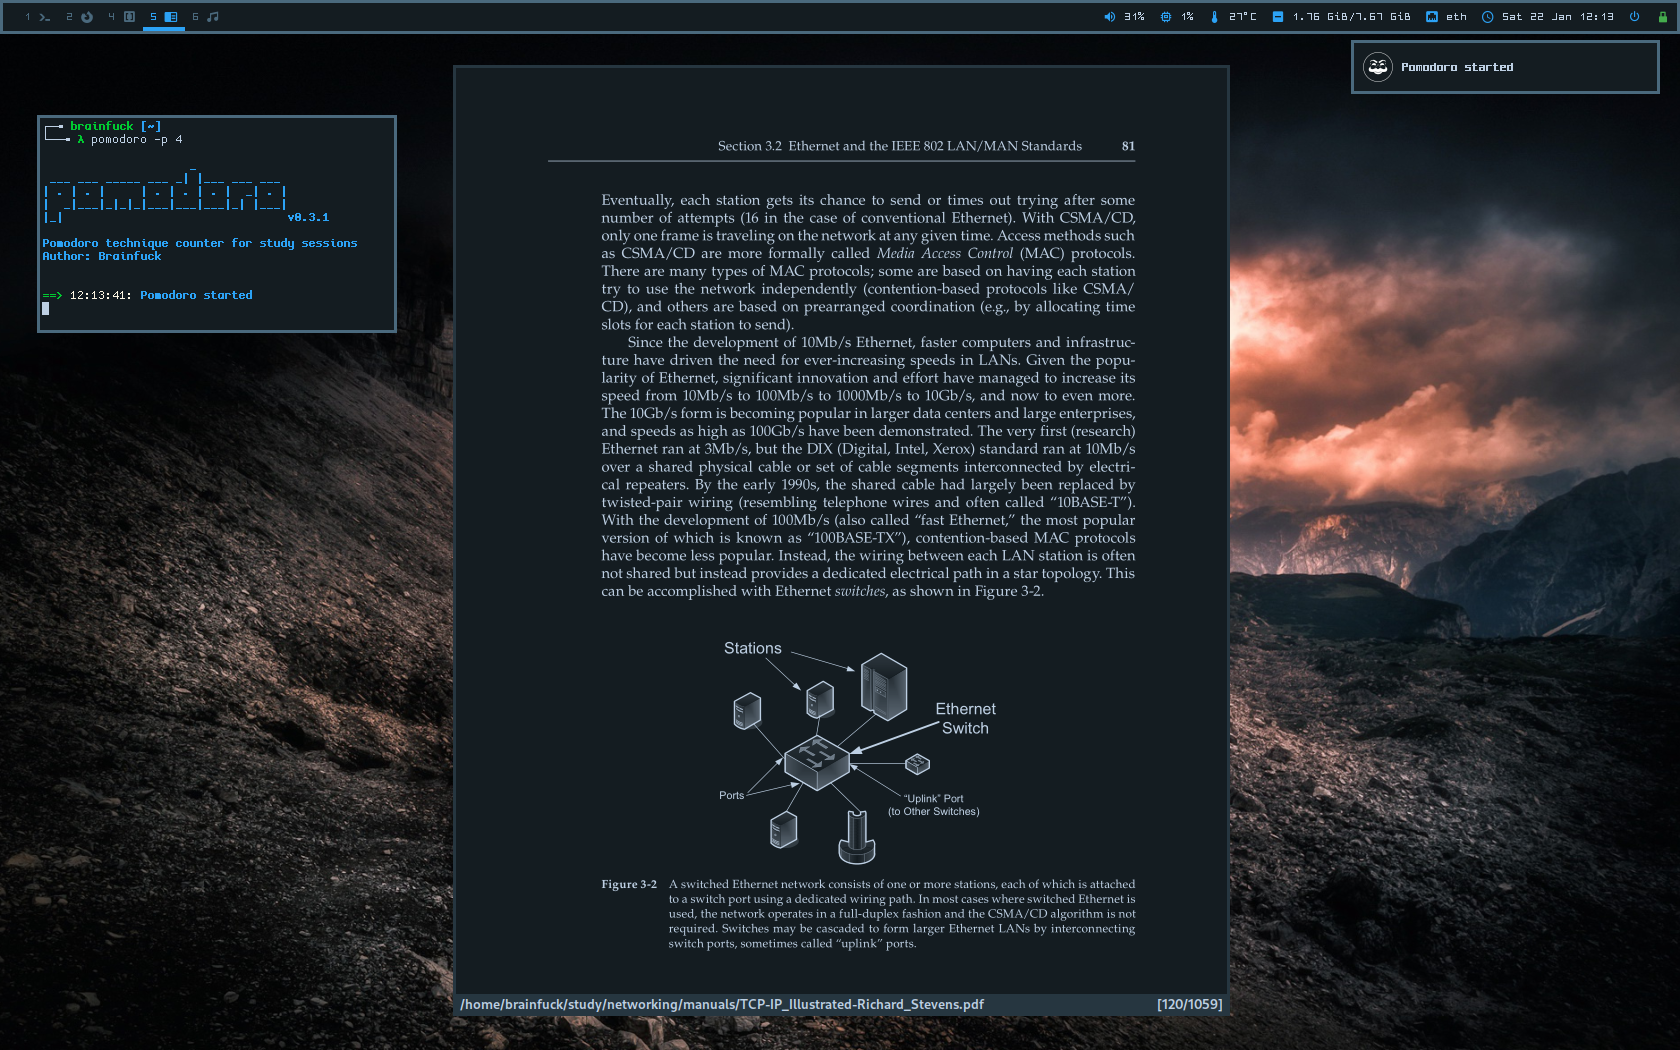 1 2 4 5 6 31% 1% 27°C 1.76 GiB/7.67 GiB eth Sat 22 Jan 12:13
Pomodoro started
brainfuck [~]
λ pomodoro -p 4
v0.3.1
Pomodoro technique counter for study sessions
Author: Brainfuck
==> 12:13:41: Pomodoro started
Section 3.2 Ethernet and the IEEE 802 LAN/MAN Standards 81
Eventually, each station gets its chance to send or times out trying after some
number of attempts (16 in the case of conventional Ethernet). With CSMA/CD,
only one frame is traveling on the network at any given time. Access methods such
as CSMA/CD are more formally called Media Access Control (MAC) protocols.
There are many types of MAC protocols; some are based on having each station
try to use the network independently (contention-based protocols like CSMA/
CD), and others are based on prearranged coordination (e.g., by allocating time
slots for each station to send).
Since the development of 10Mb/s Ethernet, faster computers and infrastruc-
ture have driven the need for ever-increasing speeds in LANs. Given the popu-
larity of Ethernet, significant innovation and effort have managed to increase its
speed from 10Mb/s to 100Mb/s to 1000Mb/s to 10Gb/s, and now to even more.
The 10Gb/s form is becoming popular in larger data centers and large enterprises,
and speeds as high as 100Gb/s have been demonstrated. The very first (research)
Ethernet ran at 3Mb/s, but the DIX (Digital, Intel, Xerox) standard ran at 10Mb/s
over a shared physical cable or set of cable segments interconnected by electri-
cal repeaters. By the early 1990s, the shared cable had largely been replaced by
twisted-pair wiring (resembling telephone wires and often called “10BASE-T”).
With the development of 100Mb/s (also called “fast Ethernet,” the most popular
version of which is known as “100BASE-TX”), contention-based MAC protocols
have become less popular. Instead, the wiring between each LAN station is often
not shared but instead provides a dedicated electrical path in a star topology. This
can be accomplished with Ethernet switches, as shown in Figure 3-2.
Stations
Ethernet
Switch
Ports
“Uplink” Port
(to Other Switches)
Figure 3-2 A switched Ethernet network consists of one or more stations, each of which is attached
to a switch port using a dedicated wiring path. In most cases where switched Ethernet is
used, the network operates in a full-duplex fashion and the CSMA/CD algorithm is not
required. Switches may be cascaded to form larger Ethernet LANs by interconnecting
switch ports, sometimes called “uplink” ports.
/home/brainfuck/study/networking/manuals/TCP-IP_Illustrated-Richard_Stevens.pdf [120/1059]